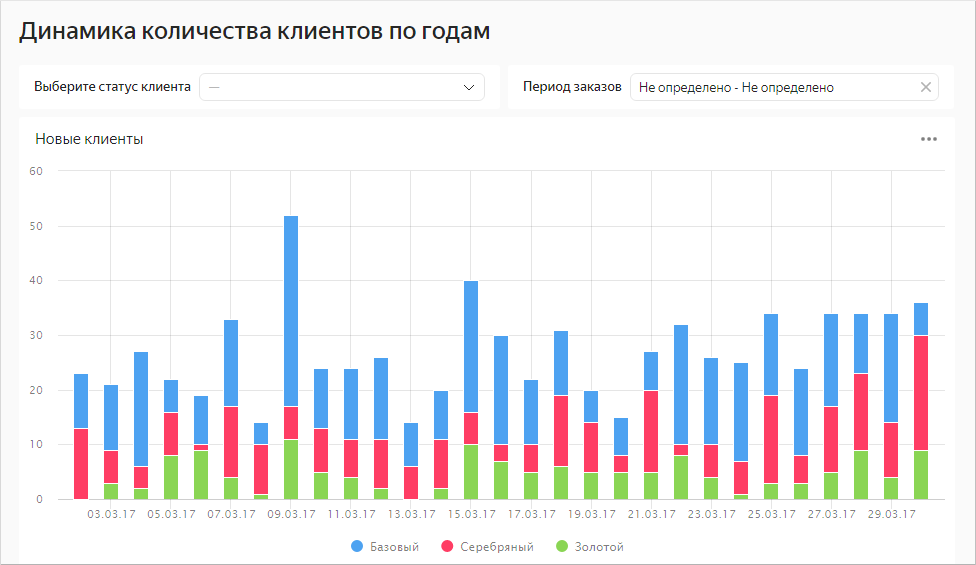 Динамика количества клиентов по годам
Выберите статус клиента —
Период заказов Не определено - Не определено
Новые клиенты
60
50
40
30
20
10
0
03.03.17 05.03.17 07.03.17 09.03.17 11.03.17 13.03.17 15.03.17 17.03.17 19.03.17 21.03.17 23.03.17 25.03.17 27.03.17 29.03.17
Базовый Серебряный Золотой